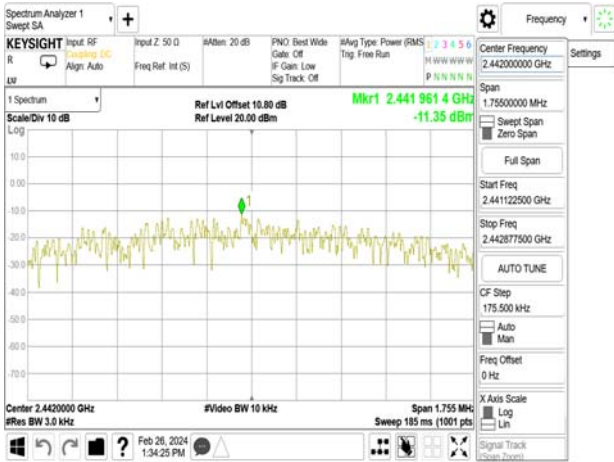 Spectrum Analyzer 1
Swept SA
Frequency
Settings
KEYSIGHT
R
Input: RF
Coupling: DC
Align: Auto
Input Z: 50 Ω
Freq Ref: Int (S)
#Atten: 20 dB
PNO: Best Wide
Gate: Off
IF Gain: Low
Sig Track: Off
#Avg Type: Power (RMS
Trig: Free Run
1 2 3 4 5 6
M W W W W W
P N N N N N
1 Spectrum
Scale/Div 10 dB
Log
Ref Lvl Offset 10.80 dB
Ref Level 20.00 dBm
Mkr1 2.441 961 4 GHz
-11.35 dBm
10.0
0.00
-10.0
-20.0
-30.0
-40.0
-50.0
-60.0
-70.0
1
Center 2.4420000 GHz
#Res BW 3.0 kHz
#Video BW 10 kHz
Span 1.755 MHz
Sweep 185 ms (1001 pts
Feb 26, 2024
1:34:25 PM
Center Frequency
2.442000000 GHz
Span
1.75500000 MHz
Swept Span
Zero Span
Full Span
Start Freq
2.441122500 GHz
Stop Freq
2.442877500 GHz
AUTO TUNE
CF Step
175.500 kHz
Auto
Man
Freq Offset
0 Hz
X Axis Scale
Log
Lin
Signal Track
(Span Zoom)